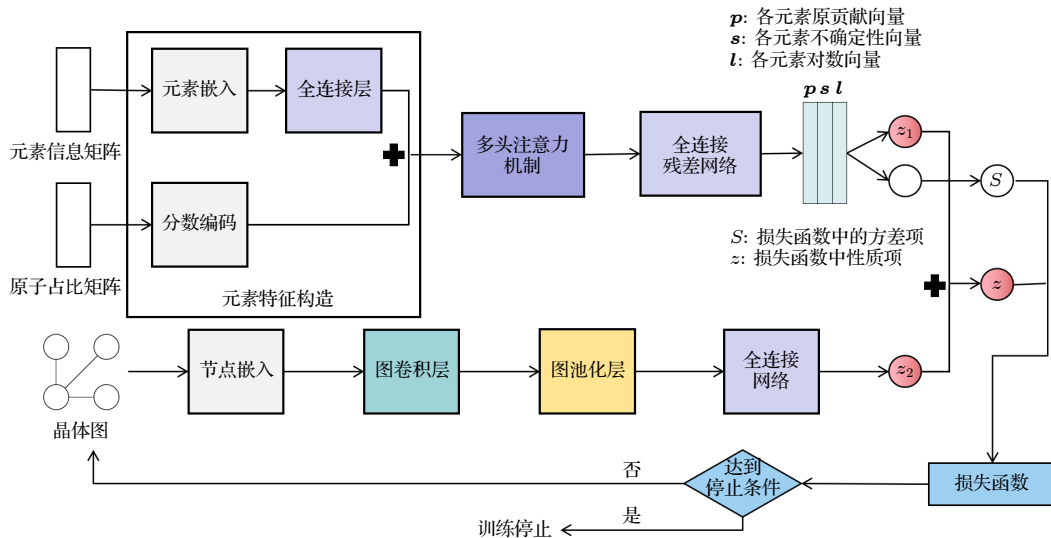 p: 各元素原贡献向量
s: 各元素不确定性向量
l: 各元素对数向量
元素嵌入
全连接层
p s l
元素信息矩阵
多头注意力
机制
全连接
残差网络
z₁
S
分数编码
原子占比矩阵
元素特征构造
S: 损失函数中的方差项
z: 损失函数中性质项
z
节点嵌入
图卷积层
图池化层
全连接
网络
z₂
晶体图
否
达到
停止条件
损失函数
是
训练停止